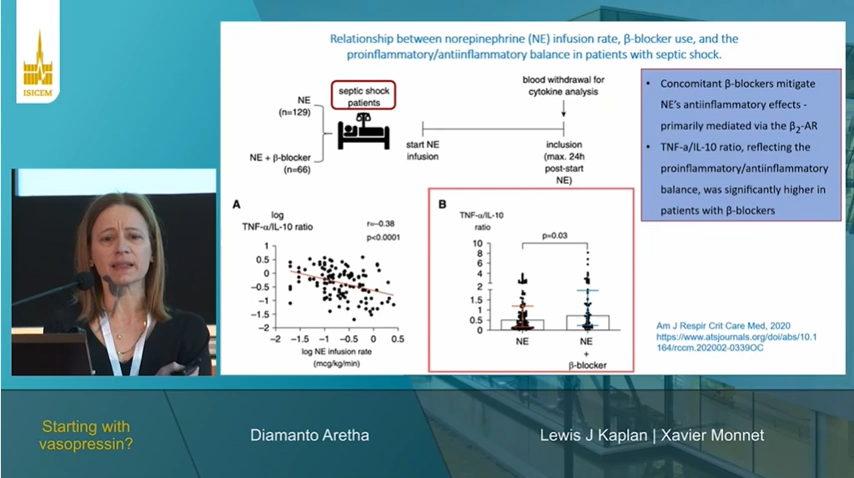 ISICEM
Relationship between norepinephrine (NE) infusion rate, β-blocker use, and the
proinflammatory/antiinflammatory balance in patients with septic shock.
NE
(n=129)
NE + β-blocker
(n=66)
septic shock
patients
start NE
infusion
blood withdrawal for
cytokine analysis
inclusion
(max. 24h
post-start
NE)
• Concomitant β-blockers mitigate
NE's antiinflammatory effects -
primarily mediated via the β2-AR
• TNF-a/IL-10 ratio, reflecting the
proinflammatory/antiinflammatory
balance, was significantly higher in
patients with β-blockers
A
log
TNF-α/IL-10 ratio
r=-0.38
p<0.0001
1
0.5
0.0
−0.5
−1
−1.5
−2
−2 −1.5 −1 −0.5 0.0 0.5
log NE infusion rate
(mcg/kg/min)
B
TNF-α/IL-10
ratio
p=0.03
10
8
6
4
2
1.5
1
0.5
0
NE
NE
+
β-blocker
Am J Respir Crit Care Med, 2020
https://www.atsjournals.org/doi/abs/10.1
164/rccm.202002-0339OC
Starting with
vasopressin?
Diamanto Aretha
Lewis J Kaplan | Xavier Monnet